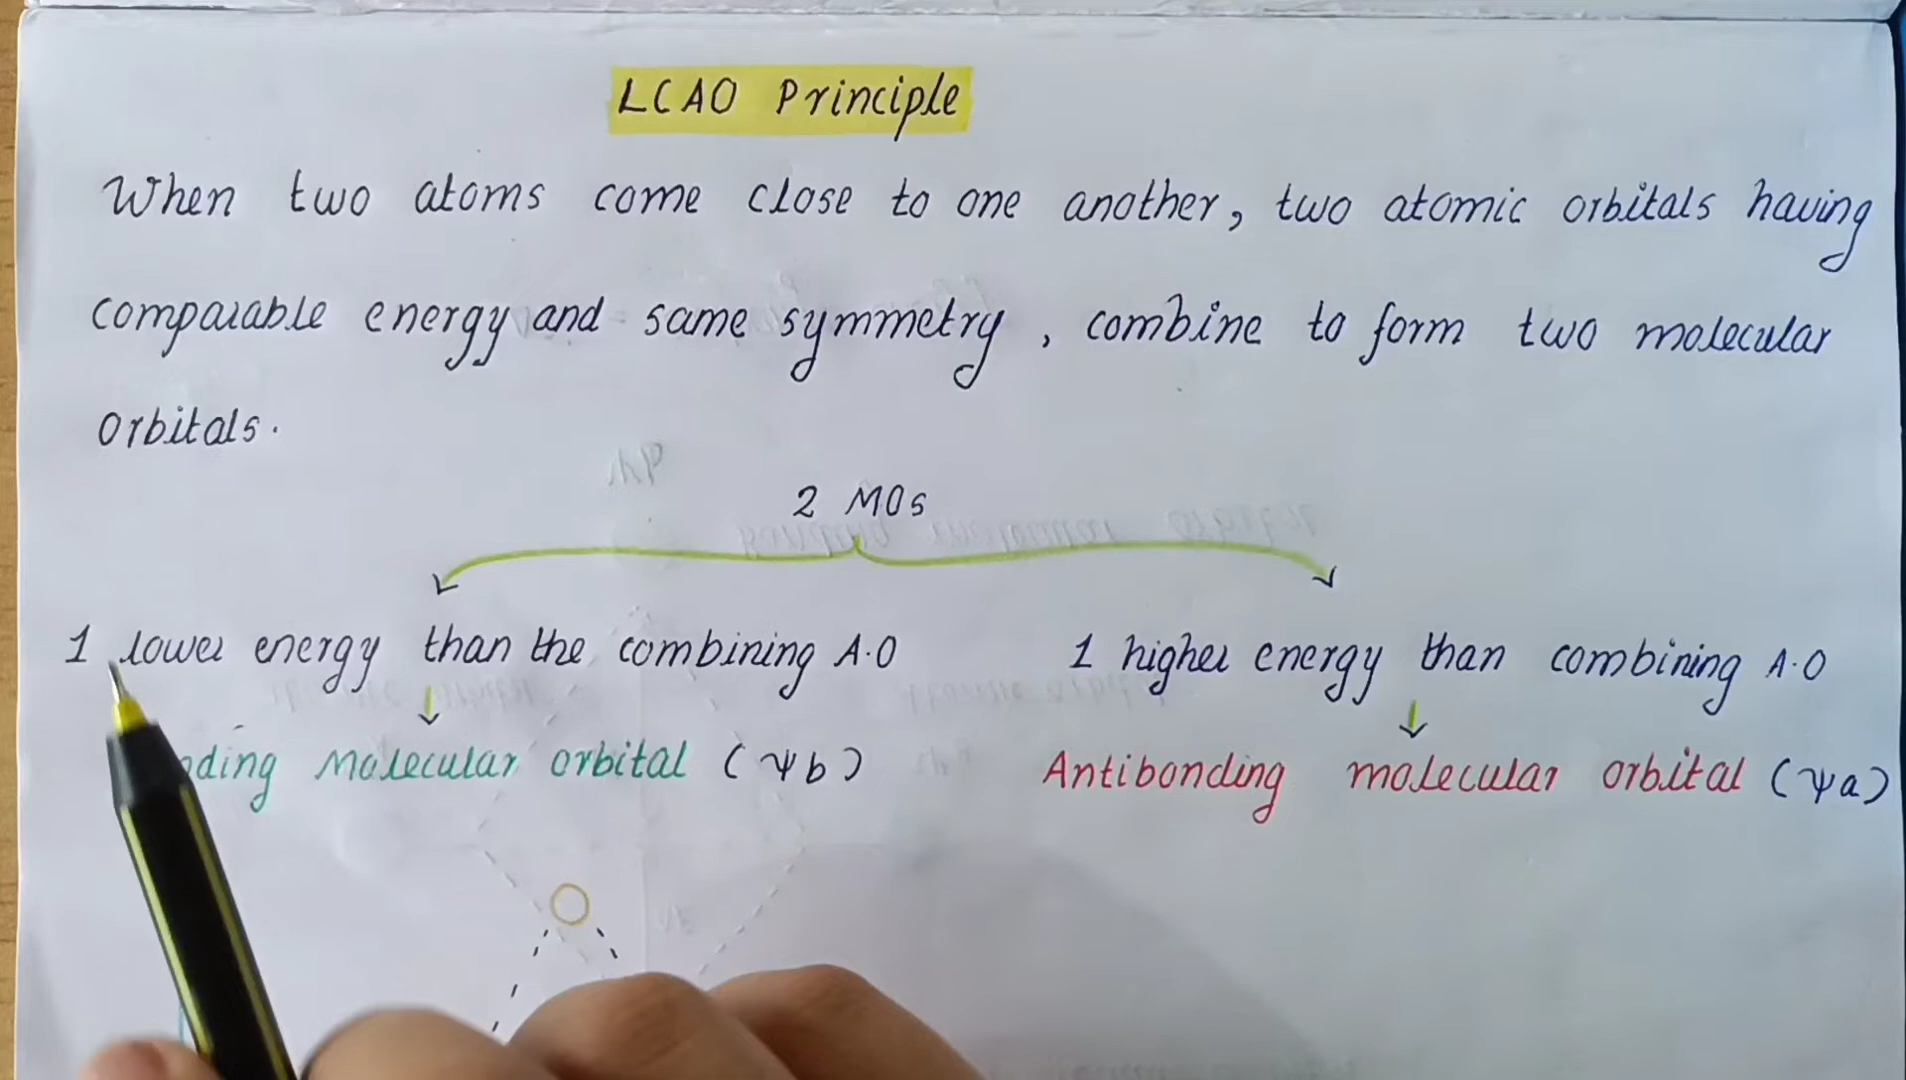 LCAO Principle
When two atoms come close to one another, two atomic orbitals having
comparable energy and same symmetry, combine to form two molecular
orbitals.
2 MOs
1 lower energy than the combining A.O
1 higher energy than combining A.O
molecular orbital (ψb)
Antibonding molecular orbital (ψa)